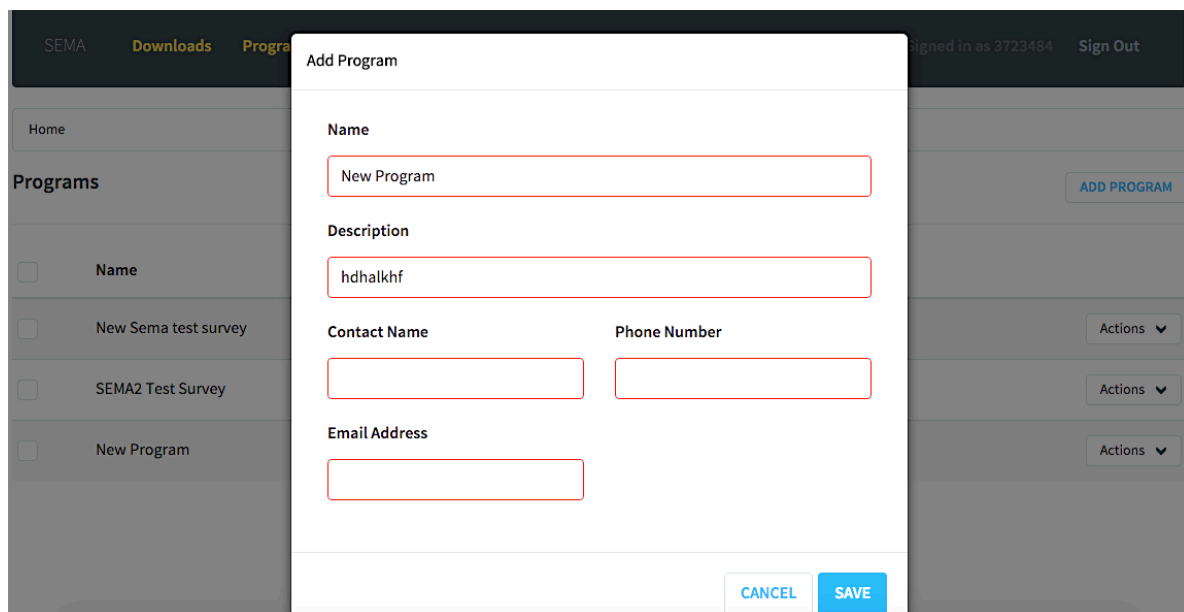 SEMA Downloads Progra Signed in as 3723484 Sign Out
Add Program
Home
Programs
ADD PROGRAM
Name
New Sema test survey Actions
SEMA2 Test Survey Actions
New Program Actions
Name
New Program
Description
hdhalkhf
Contact Name Phone Number
Email Address
CANCEL SAVE